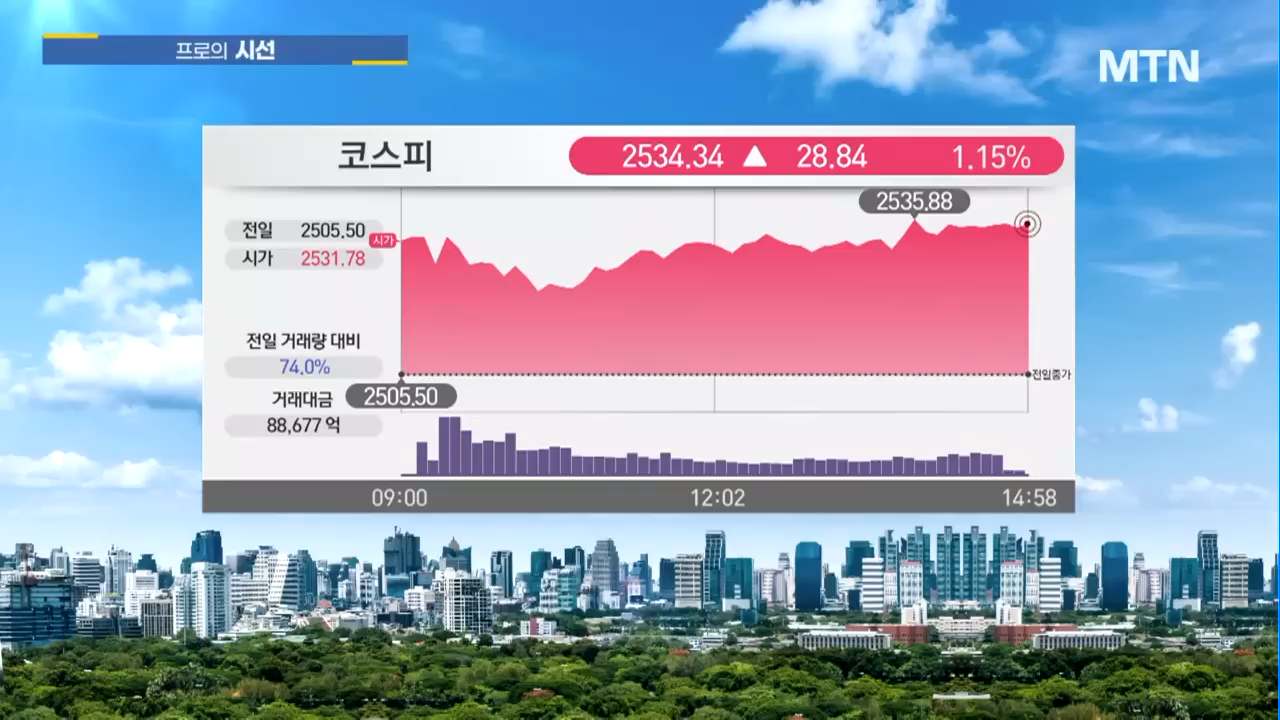 프로의 시선
MTN
코스피 2534.34 ▲ 28.84 1.15%
2535.88
전일 2505.50
시가
시가 2531.78
전일 거래량 대비
74.0%
전일종가
거래대금
2505.50
88,677 억
09:00 12:02 14:58